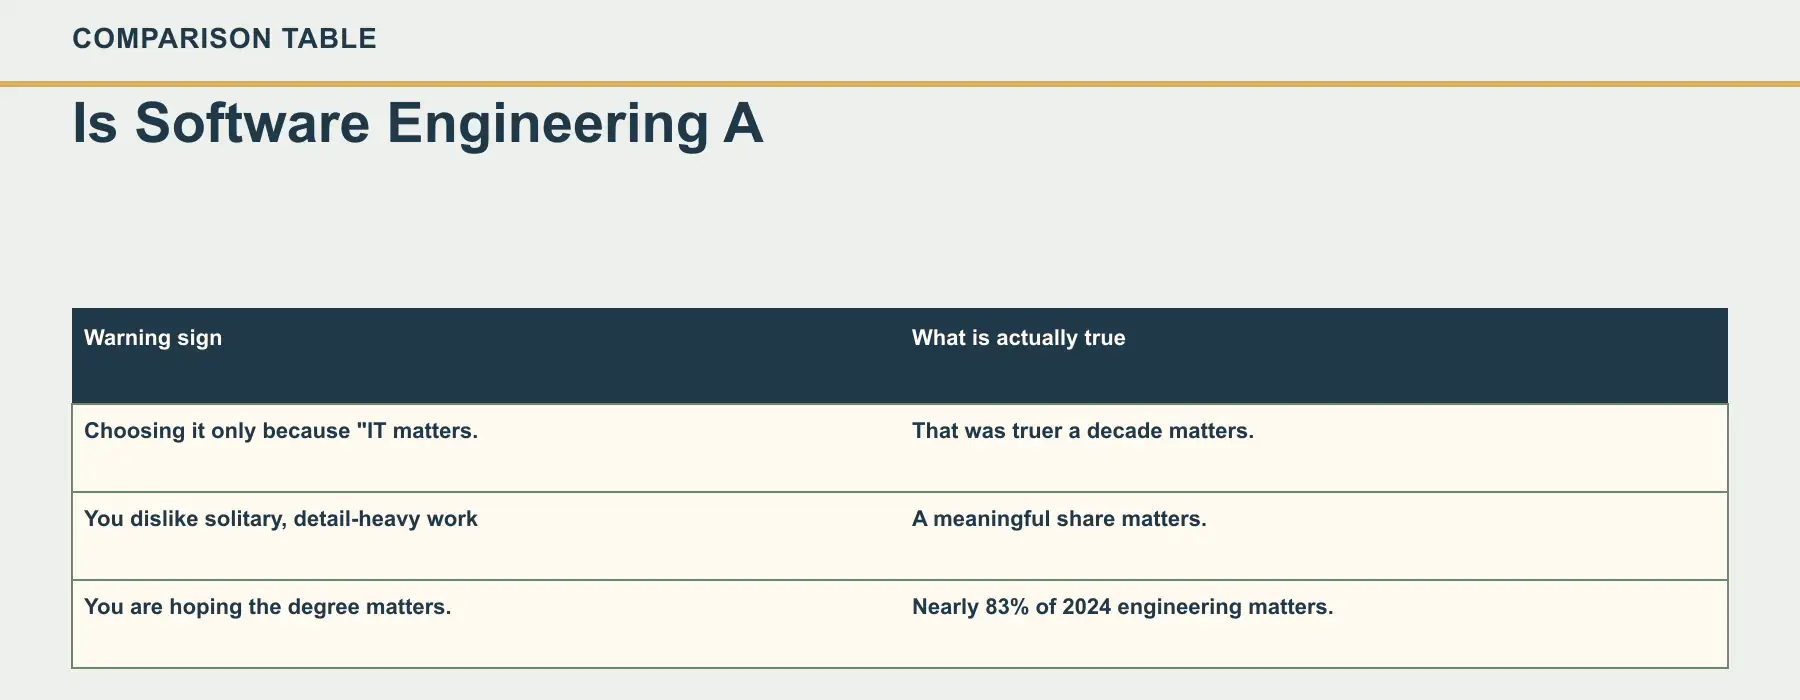 COMPARISON TABLE
Is Software Engineering A
Warning sign
What is actually true
Choosing it only because "IT matters.
That was truer a decade matters.
You dislike solitary, detail-heavy work
A meaningful share matters.
You are hoping the degree matters.
Nearly 83% of 2024 engineering matters.